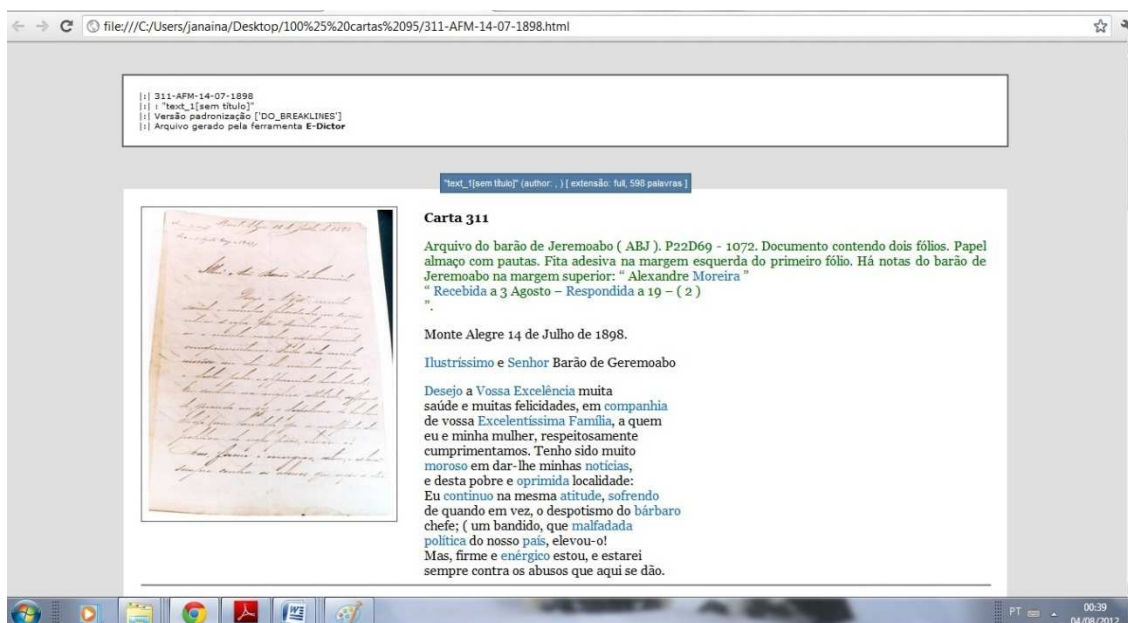 file:///C:/Users/janaina/Desktop/100%25%20cartas%2095/311-AFM-14-07-1898.html
|:| 311-AFM-14-07-1898
|:| : "text_1[sem título]"
|:| Versão padronização ['DO_BREAKLINES']
|:| Arquivo gerado pela ferramenta E-Dictor
"text_1[sem título]" (author: , ) [ extensão: full, 598 palavras ]
Carta 311
Arquivo do barão de Jeremoabo ( ABJ ). P22D69 - 1072. Documento contendo dois fólios. Papel
almaço com pautas. Fita adesiva na margem esquerda do primeiro fólio. Há notas do barão de
Jeremoabo na margem superior: “ Alexandre Moreira ”
“ Recebida a 3 Agosto – Respondida a 19 – ( 2 )
”.
Monte Alegre 14 de Julho de 1898.
Ilustríssimo e Senhor Barão de Geremoabo
Desejo a Vossa Excelência muita
saúde e muitas felicidades, em companhia
de vossa Excelentíssima Família, a quem
eu e minha mulher, respeitosamente
cumprimentamos. Tenho sido muito
moroso em dar-lhe minhas notícias,
e desta pobre e oprimida localidade:
Eu continuo na mesma atitude, sofrendo
de quando em vez, o despotismo do bárbaro
chefe; ( um bandido, que malfadada
política do nosso país, elevou-o!
Mas, firme e enérgico estou, e estarei
sempre contra os abusos que aqui se dão.
PT
00:39
04/08/2012